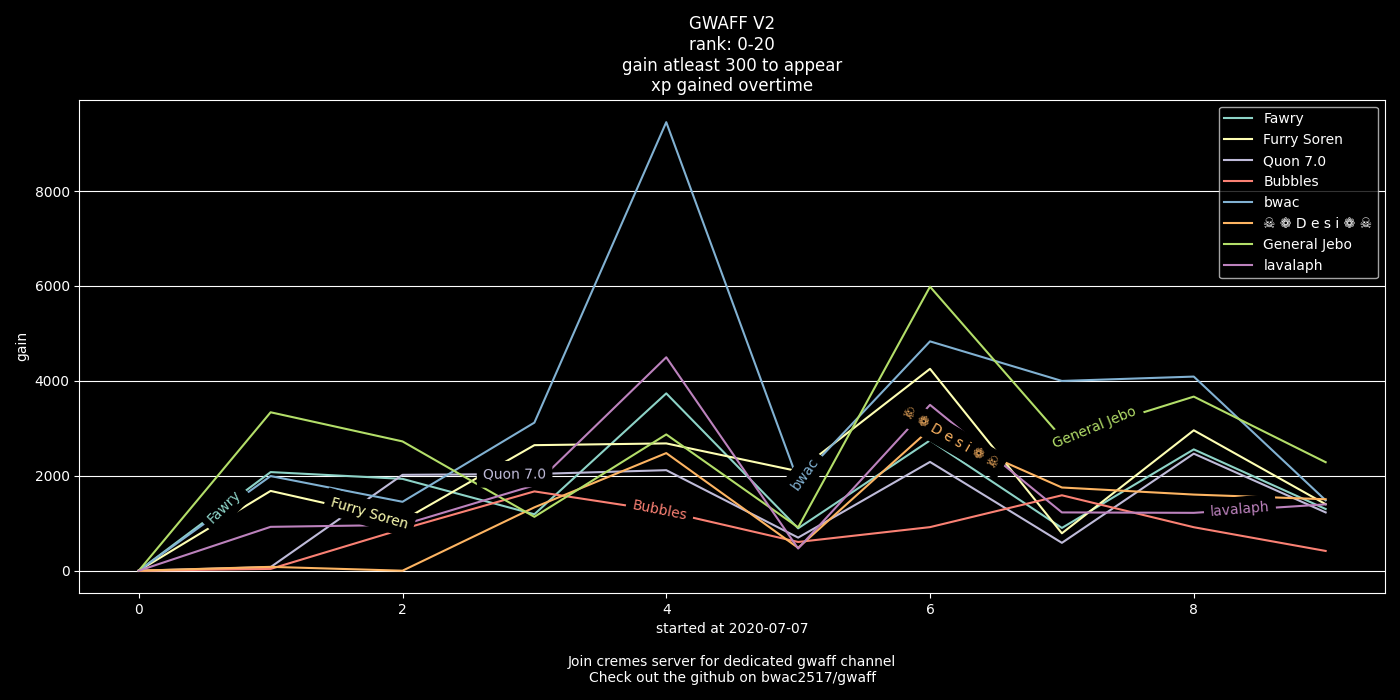 GWAFF V2
rank: 0-20
gain atleast 300 to appear
xp gained overtime
Fawry
Furry Soren
Quon 7.0
Bubbles
bwac
☠ ❁ D e s i ❁ ☠
General Jebo
lavalaph
gain
8000
6000
4000
2000
0
Fawry
Furry Soren
Quon 7.0
Bubbles
bwac
☠ ❁ D e s i ❁ ☠
General Jebo
lavalaph
0 2 4 6 8
started at 2020-07-07
Join cremes server for dedicated gwaff channel
Check out the github on bwac2517/gwaff